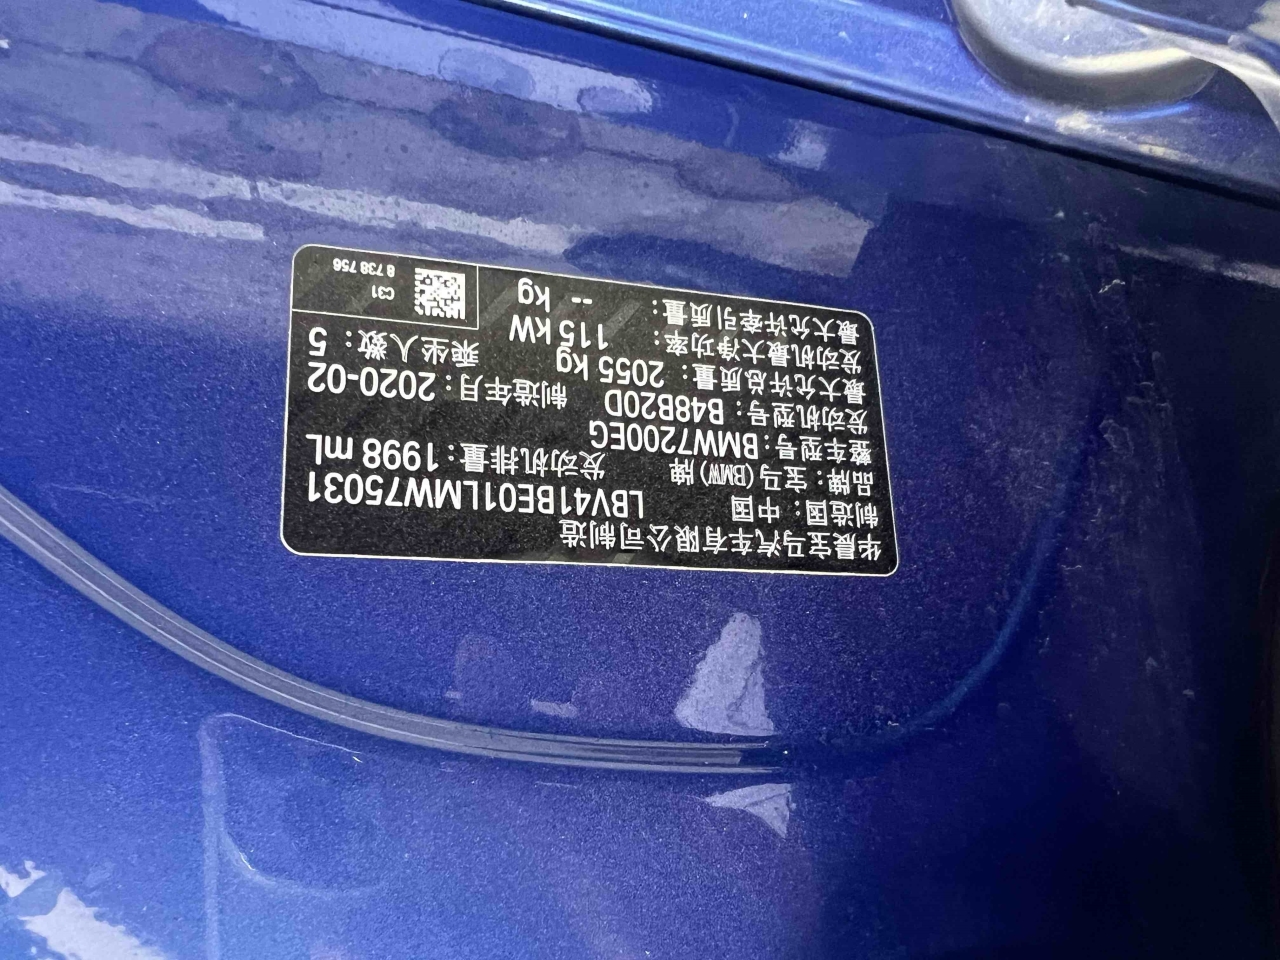 华晨宝马汽车有限公司制造
制造国：中国 LBV41BE01LMW75031
品牌：宝马(BMW)牌 发动机排量：1998 mL
整车型号：BMW7200EG
发动机型号：B48B20D 制造年月：2020-02
最大允许总质量：2055 kg 乘坐人数：5
发动机最大净功率：115 kW
最大允许牵引质量：-- kg
C31
8 738 756